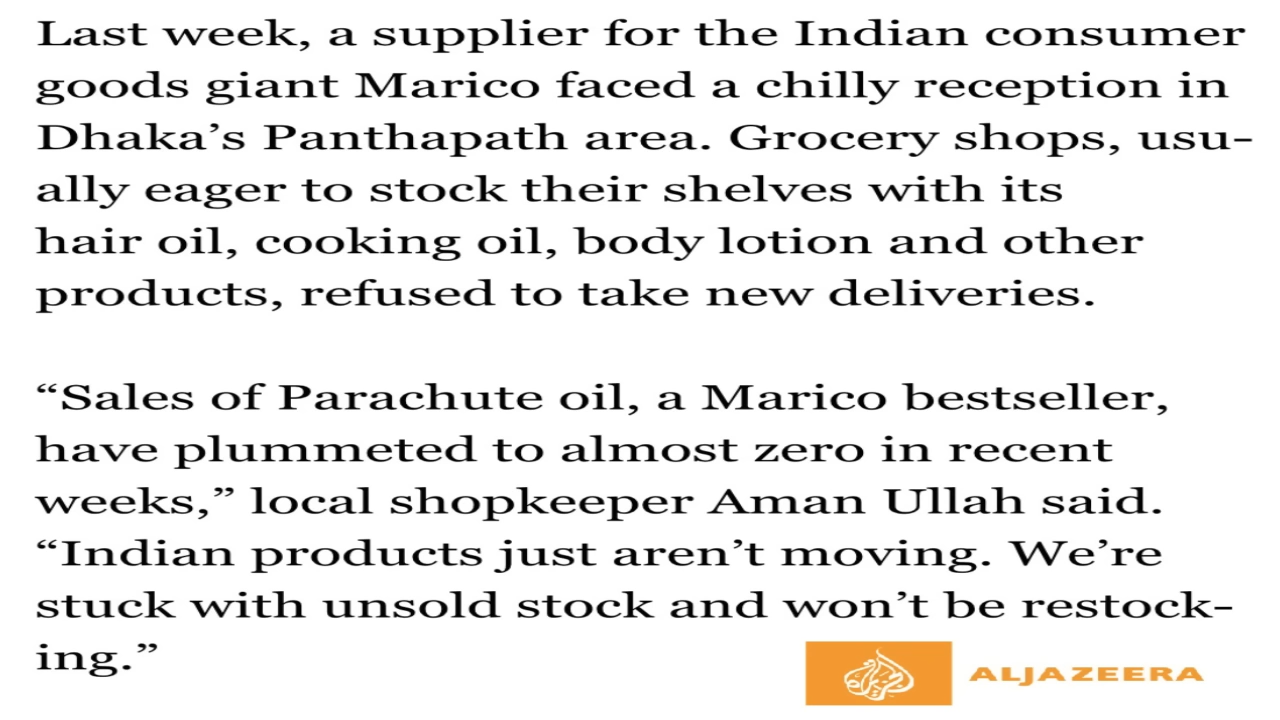 Last week, a supplier for the Indian consumer
goods giant Marico faced a chilly reception in
Dhaka’s Panthapath area. Grocery shops, usu-
ally eager to stock their shelves with its
hair oil, cooking oil, body lotion and other
products, refused to take new deliveries.
“Sales of Parachute oil, a Marico bestseller,
have plummeted to almost zero in recent
weeks,” local shopkeeper Aman Ullah said.
“Indian products just aren’t moving. We’re
stuck with unsold stock and won’t be restock-
ing.”
ALJAZEERA